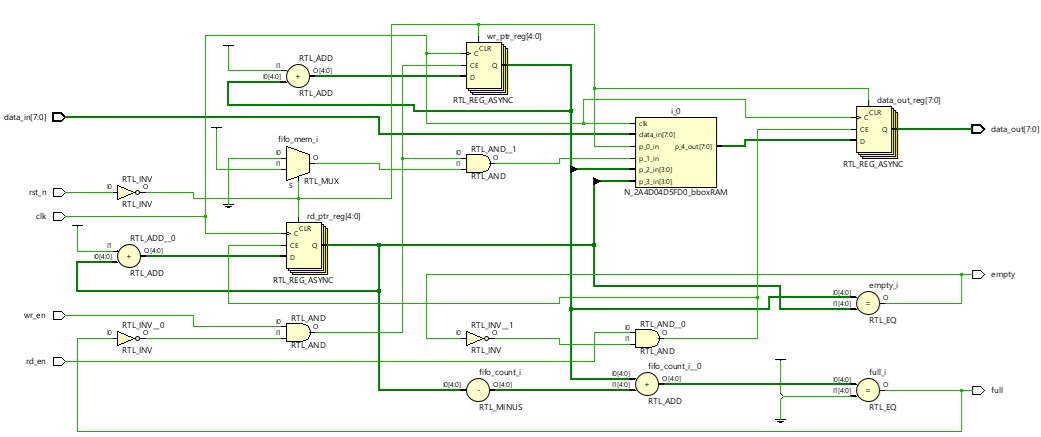 wr_ptr_reg[4:0]
CLR
C
CE
Q
D
RTL_REG_ASYNC
RTL_ADD
I1
I0[4:0]
+
O[4:0]
RTL_ADD
data_out_reg[7:0]
CLR
C
CE
Q
D
RTL_REG_ASYNC
data_in[7:0]
data_out[7:0]
i_0
clk
data_in[7:0]
p_0_in
p_1_in
p_2_in[3:0]
p_3_in[3:0]
p_4_out[7:0]
N_2A4D04D5FD0_bboxRAM
fifo_mem_i
I0
I1
O
S
RTL_MUX
RTL_AND__1
I0
I1
O
RTL_AND
rst_n
RTL_INV
I0
O
RTL_INV
clk
rd_ptr_reg[4:0]
CLR
C
CE
Q
D
RTL_REG_ASYNC
RTL_ADD__0
I1
I0[4:0]
+
O[4:0]
RTL_ADD
empty
empty_i
I0[4:0]
I1[4:0]
=
O
RTL_EQ
wr_en
RTL_INV__0
I0
O
RTL_INV
RTL_AND
I0
I1
O
RTL_AND
RTL_INV__1
I0
O
RTL_INV
RTL_AND__0
I0
I1
O
RTL_AND
rd_en
fifo_count_i
I0[4:0]
-
O[4:0]
RTL_MINUS
fifo_count_i__0
I0[4:0]
I1[4:0]
+
O[4:0]
RTL_ADD
full_i
I0[4:0]
I1[4:0]
=
O
RTL_EQ
full